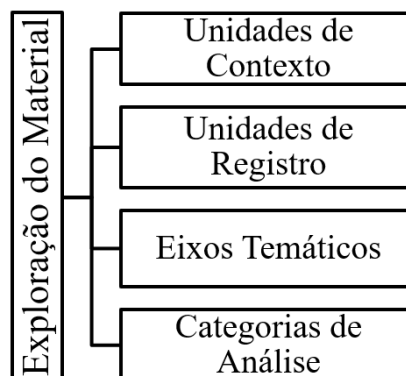 Exploração do Material
Unidades de
Contexto
Unidades de
Registro
Eixos Temáticos
Categorias de
Análise